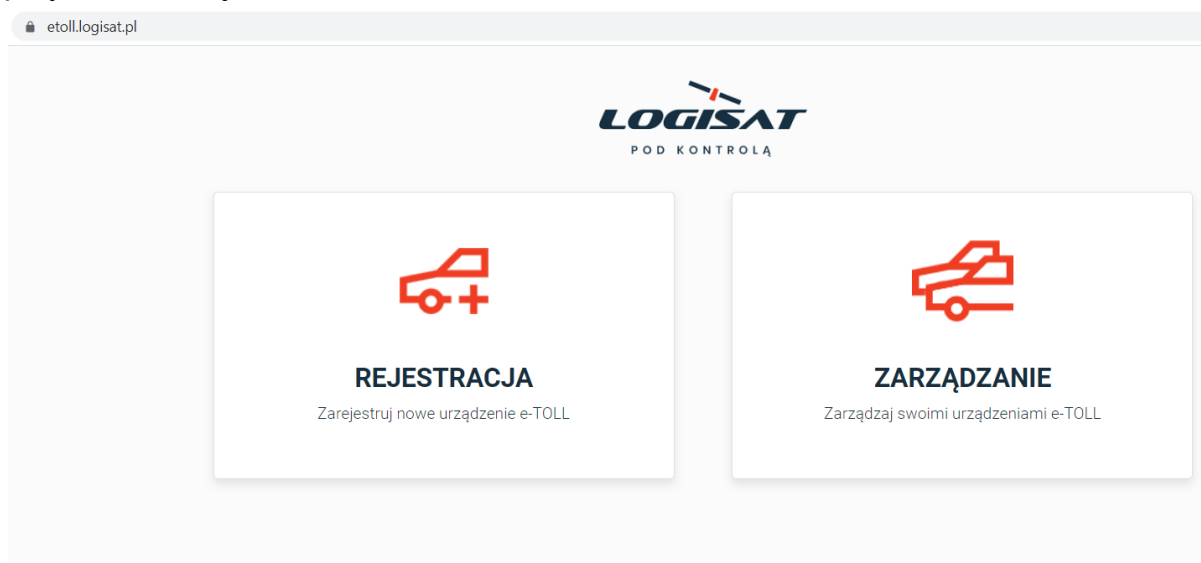 etoll.logisat.pl
LOGISAT
POD KONTROLĄ
REJESTRACJA
Zarejestruj nowe urządzenie e-TOLL
ZARZĄDZANIE
Zarządzaj swoimi urządzeniami e-TOLL